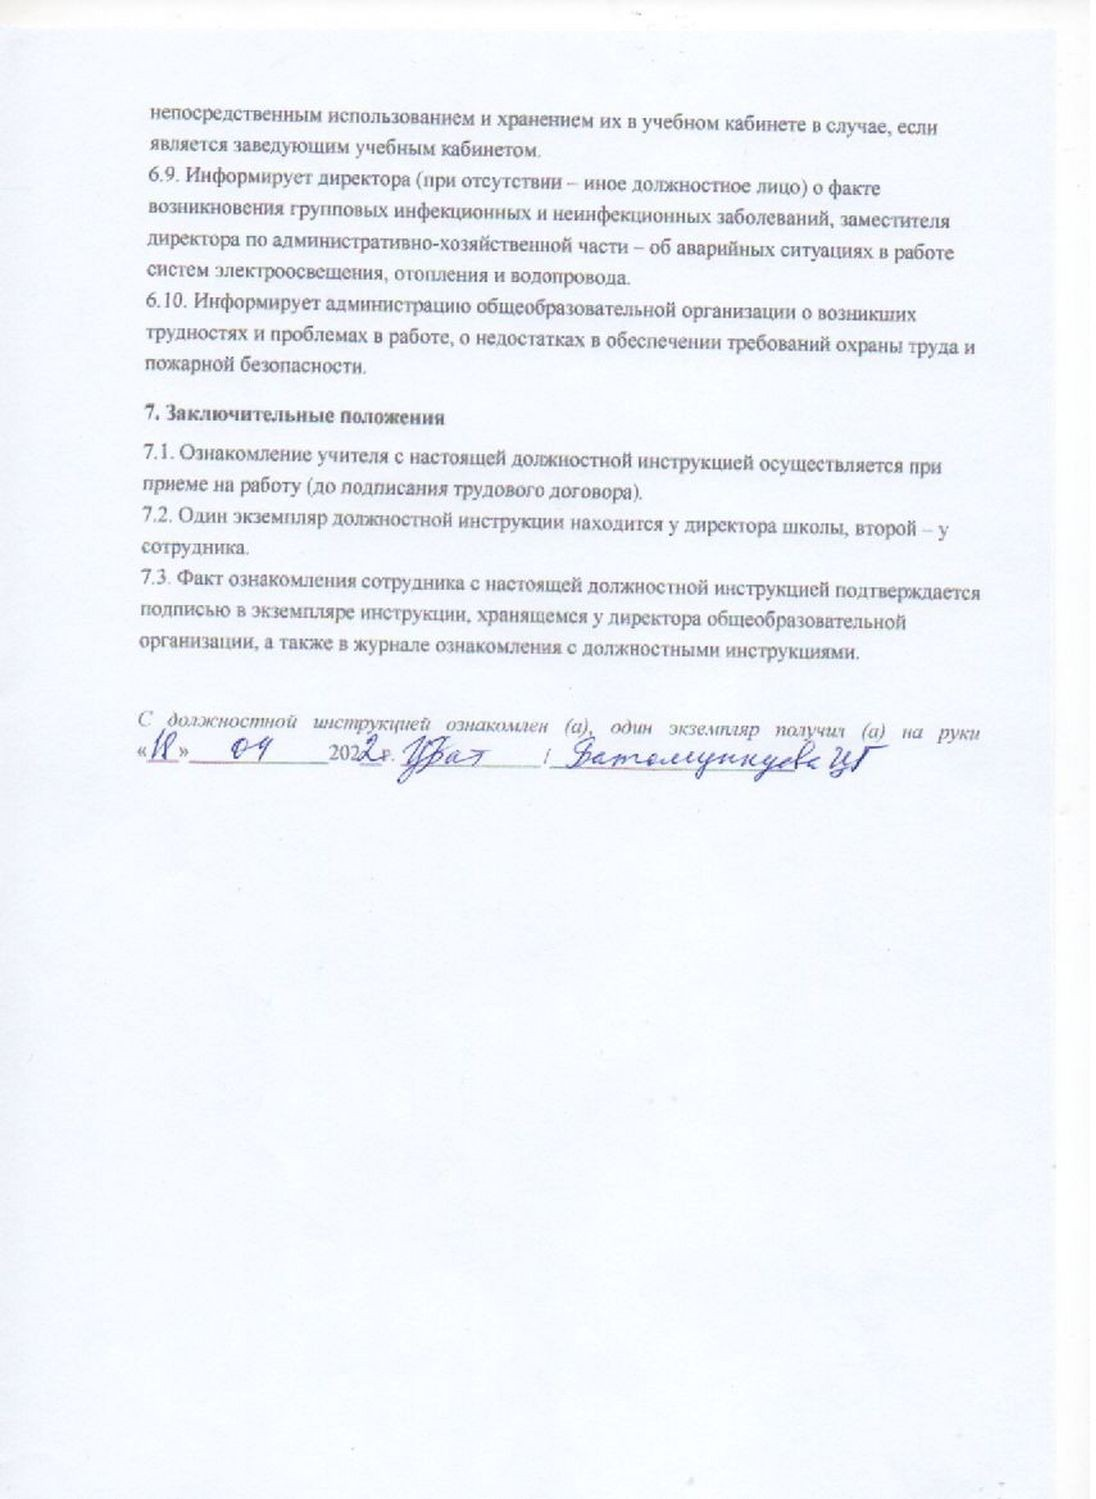 непосредственным использованием и хранением их в учебном кабинете в случае, если
является заведующим учебным кабинетом.
6.9. Информирует директора (при отсутствии – иное должностное лицо) о факте
возникновения групповых инфекционных и неинфекционных заболеваний, заместителя
директора по административно-хозяйственной части – об аварийных ситуациях в работе
систем электроосвещения, отопления и водопровода.
6.10. Информирует администрацию общеобразовательной организации о возникших
трудностях и проблемах в работе, о недостатках в обеспечении требований охраны труда и
пожарной безопасности.
7. Заключительные положения
7.1. Ознакомление учителя с настоящей должностной инструкцией осуществляется при
приеме на работу (до подписания трудового договора).
7.2. Один экземпляр должностной инструкции находится у директора школы, второй – у
сотрудника.
7.3. Факт ознакомления сотрудника с настоящей должностной инструкцией подтверждается
подписью в экземпляре инструкции, хранящемся у директора общеобразовательной
организации, а также в журнале ознакомления с должностными инструкциями.
С должностной инструкцией ознакомлен (а), один экземпляр получил (а) на руки
«18» 04 2022г. / Батомункуева ЦГ